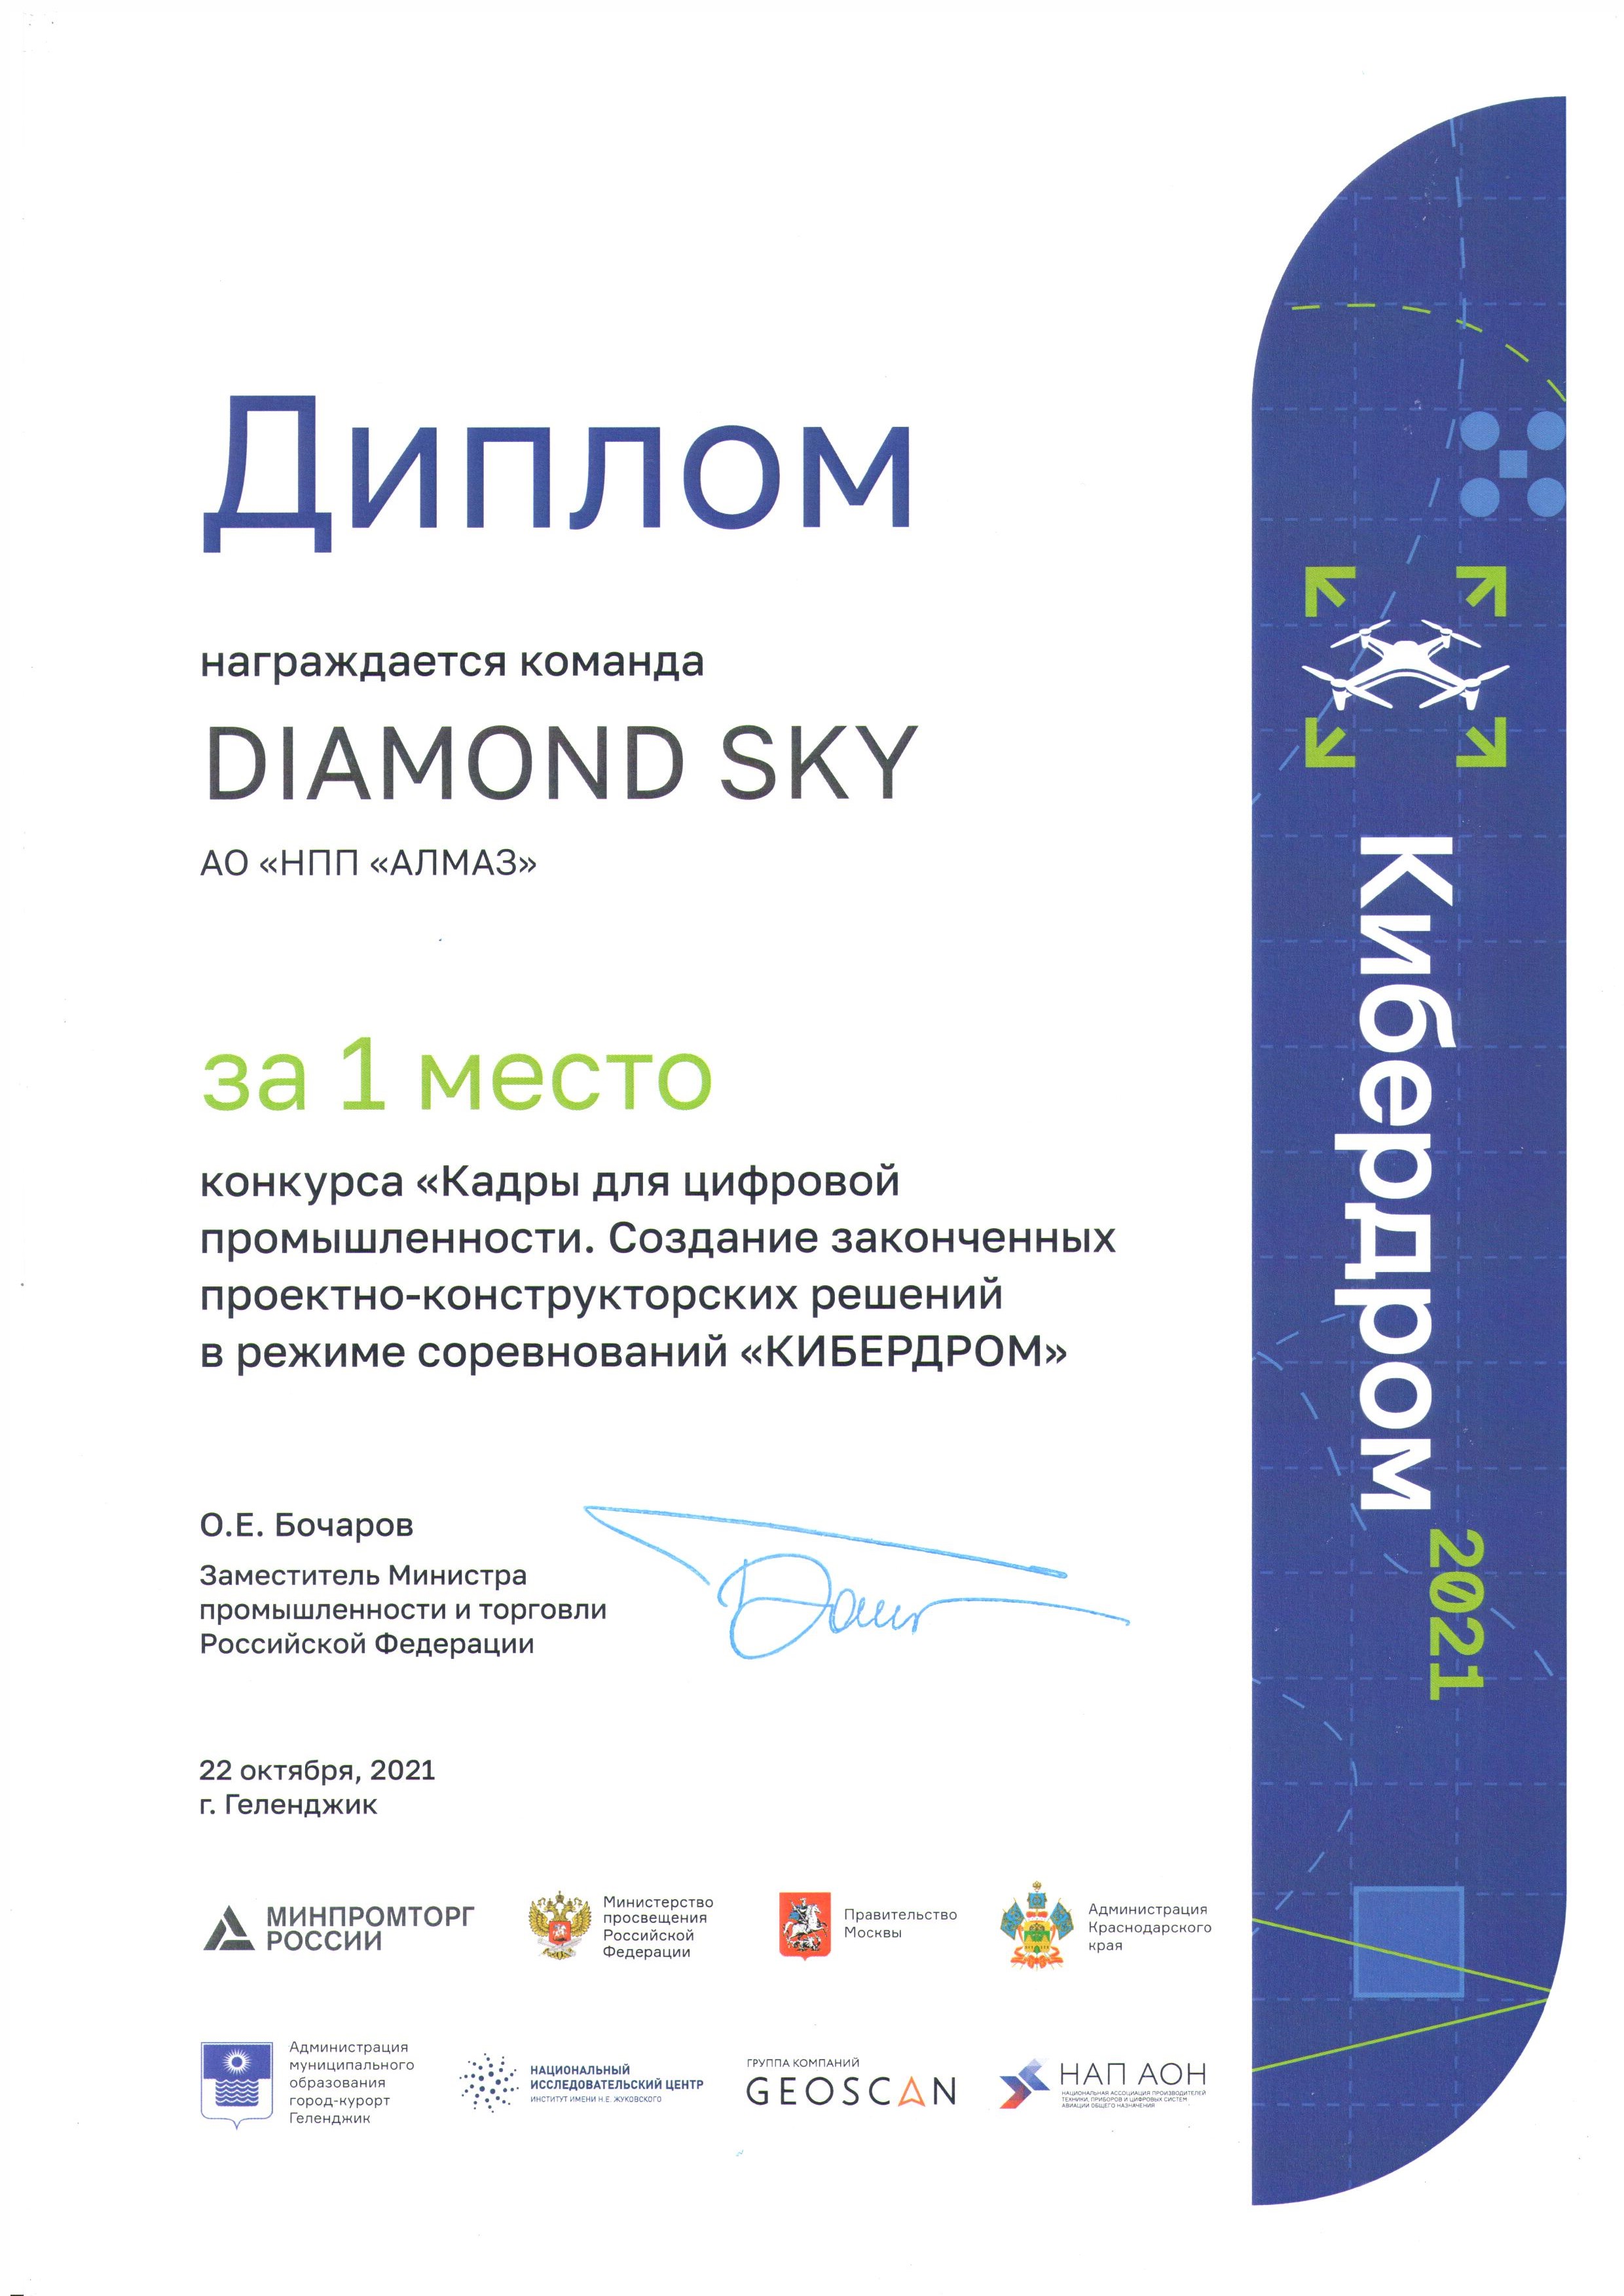 Диплом
награждается команда
DIAMOND SKY
АО «НПП «АЛМАЗ»
за 1 место
конкурса «Кадры для цифровой
промышленности. Создание законченных
проектно-конструкторских решений
в режиме соревнований «КИБЕРДРОМ»
О.Е. Бочаров
Заместитель Министра
промышленности и торговли
Российской Федерации
22 октября, 2021
г. Геленджик
МИНПРОМТОРГ
РОССИИ
Министерство
просвещения
Российской
Федерации
Правительство
Москвы
Администрация
Краснодарского
края
Администрация
муниципального
образования
город-курорт
Геленджик
НАЦИОНАЛЬНЫЙ
ИССЛЕДОВАТЕЛЬСКИЙ ЦЕНТР
ИНСТИТУТ ИМЕНИ Н.Е. ЖУКОВСКОГО
ГРУППА КОМПАНИЙ
GEOSCAN
НАП АОН
НАЦИОНАЛЬНАЯ АССОЦИАЦИЯ ПРОИЗВОДИТЕЛЕЙ
ТЕХНИКИ, ПРИБОРОВ И ЦИФРОВЫХ СИСТЕМ
АВИАЦИИ ОБЩЕГО НАЗНАЧЕНИЯ
Кибердром
2021